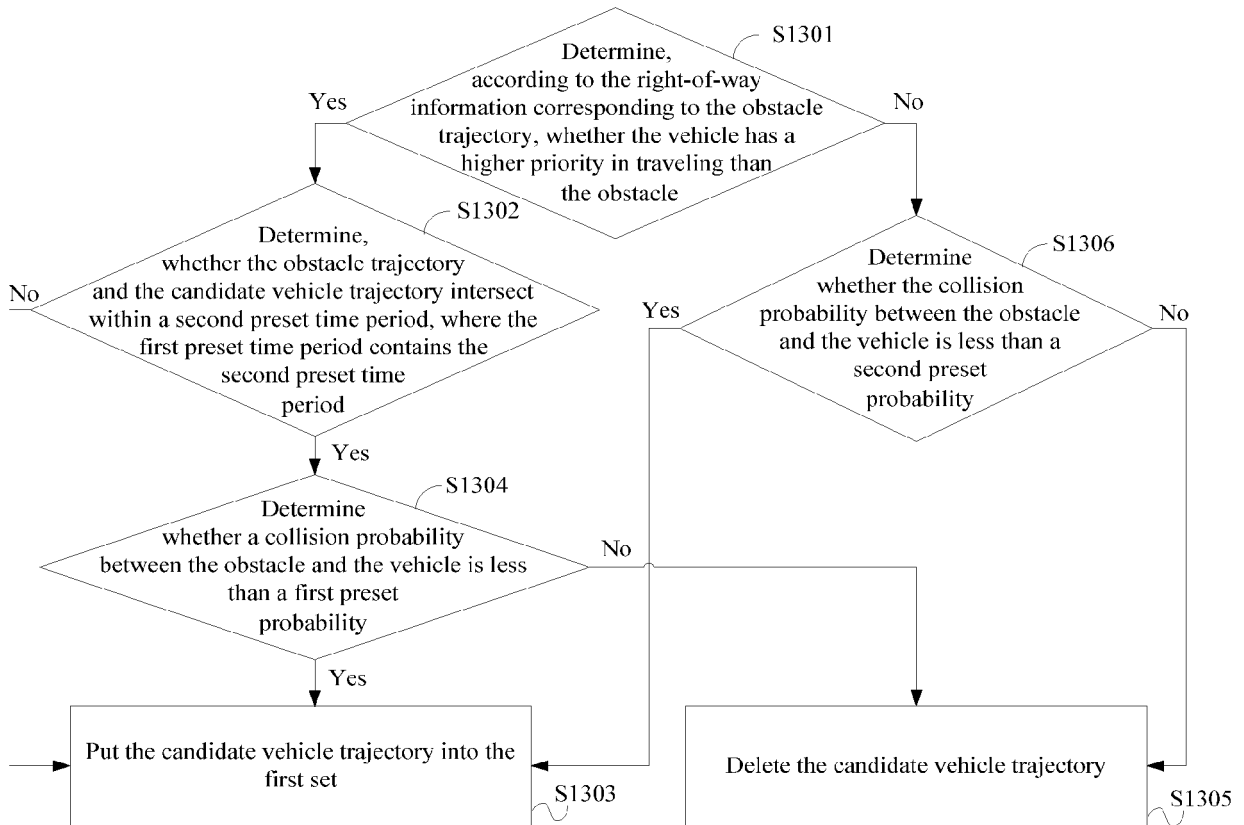 S1301
Determine,
according to the right-of-way
information corresponding to the obstacle
trajectory, whether the vehicle has a
higher priority in traveling than
the obstacle
Yes
No
S1302
Determine,
whether the obstacle trajectory
and the candidate vehicle trajectory intersect
within a second preset time period, where the
first preset time period contains the
second preset time
period
No
Yes
S1306
Determine
whether the collision
probability between the obstacle
and the vehicle is less than a
second preset
probability
Yes
No
S1304
Determine
whether a collision probability
between the obstacle and the vehicle is less
than a first preset
probability
No
Yes
Put the candidate vehicle trajectory into the
first set
S1303
Delete the candidate vehicle trajectory
S1305